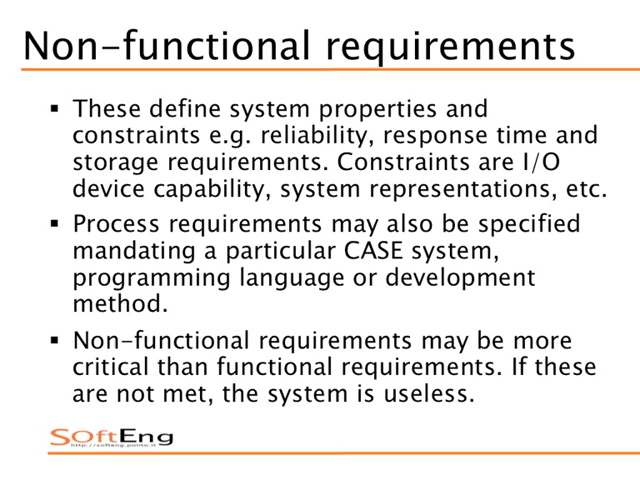 Non-functional requirements
▪ These define system properties and
constraints e.g. reliability, response time and
storage requirements. Constraints are I/O
device capability, system representations, etc.
▪ Process requirements may also be specified
mandating a particular CASE system,
programming language or development
method.
▪ Non-functional requirements may be more
critical than functional requirements. If these
are not met, the system is useless.
SOftEng
http://softeng.polito.it